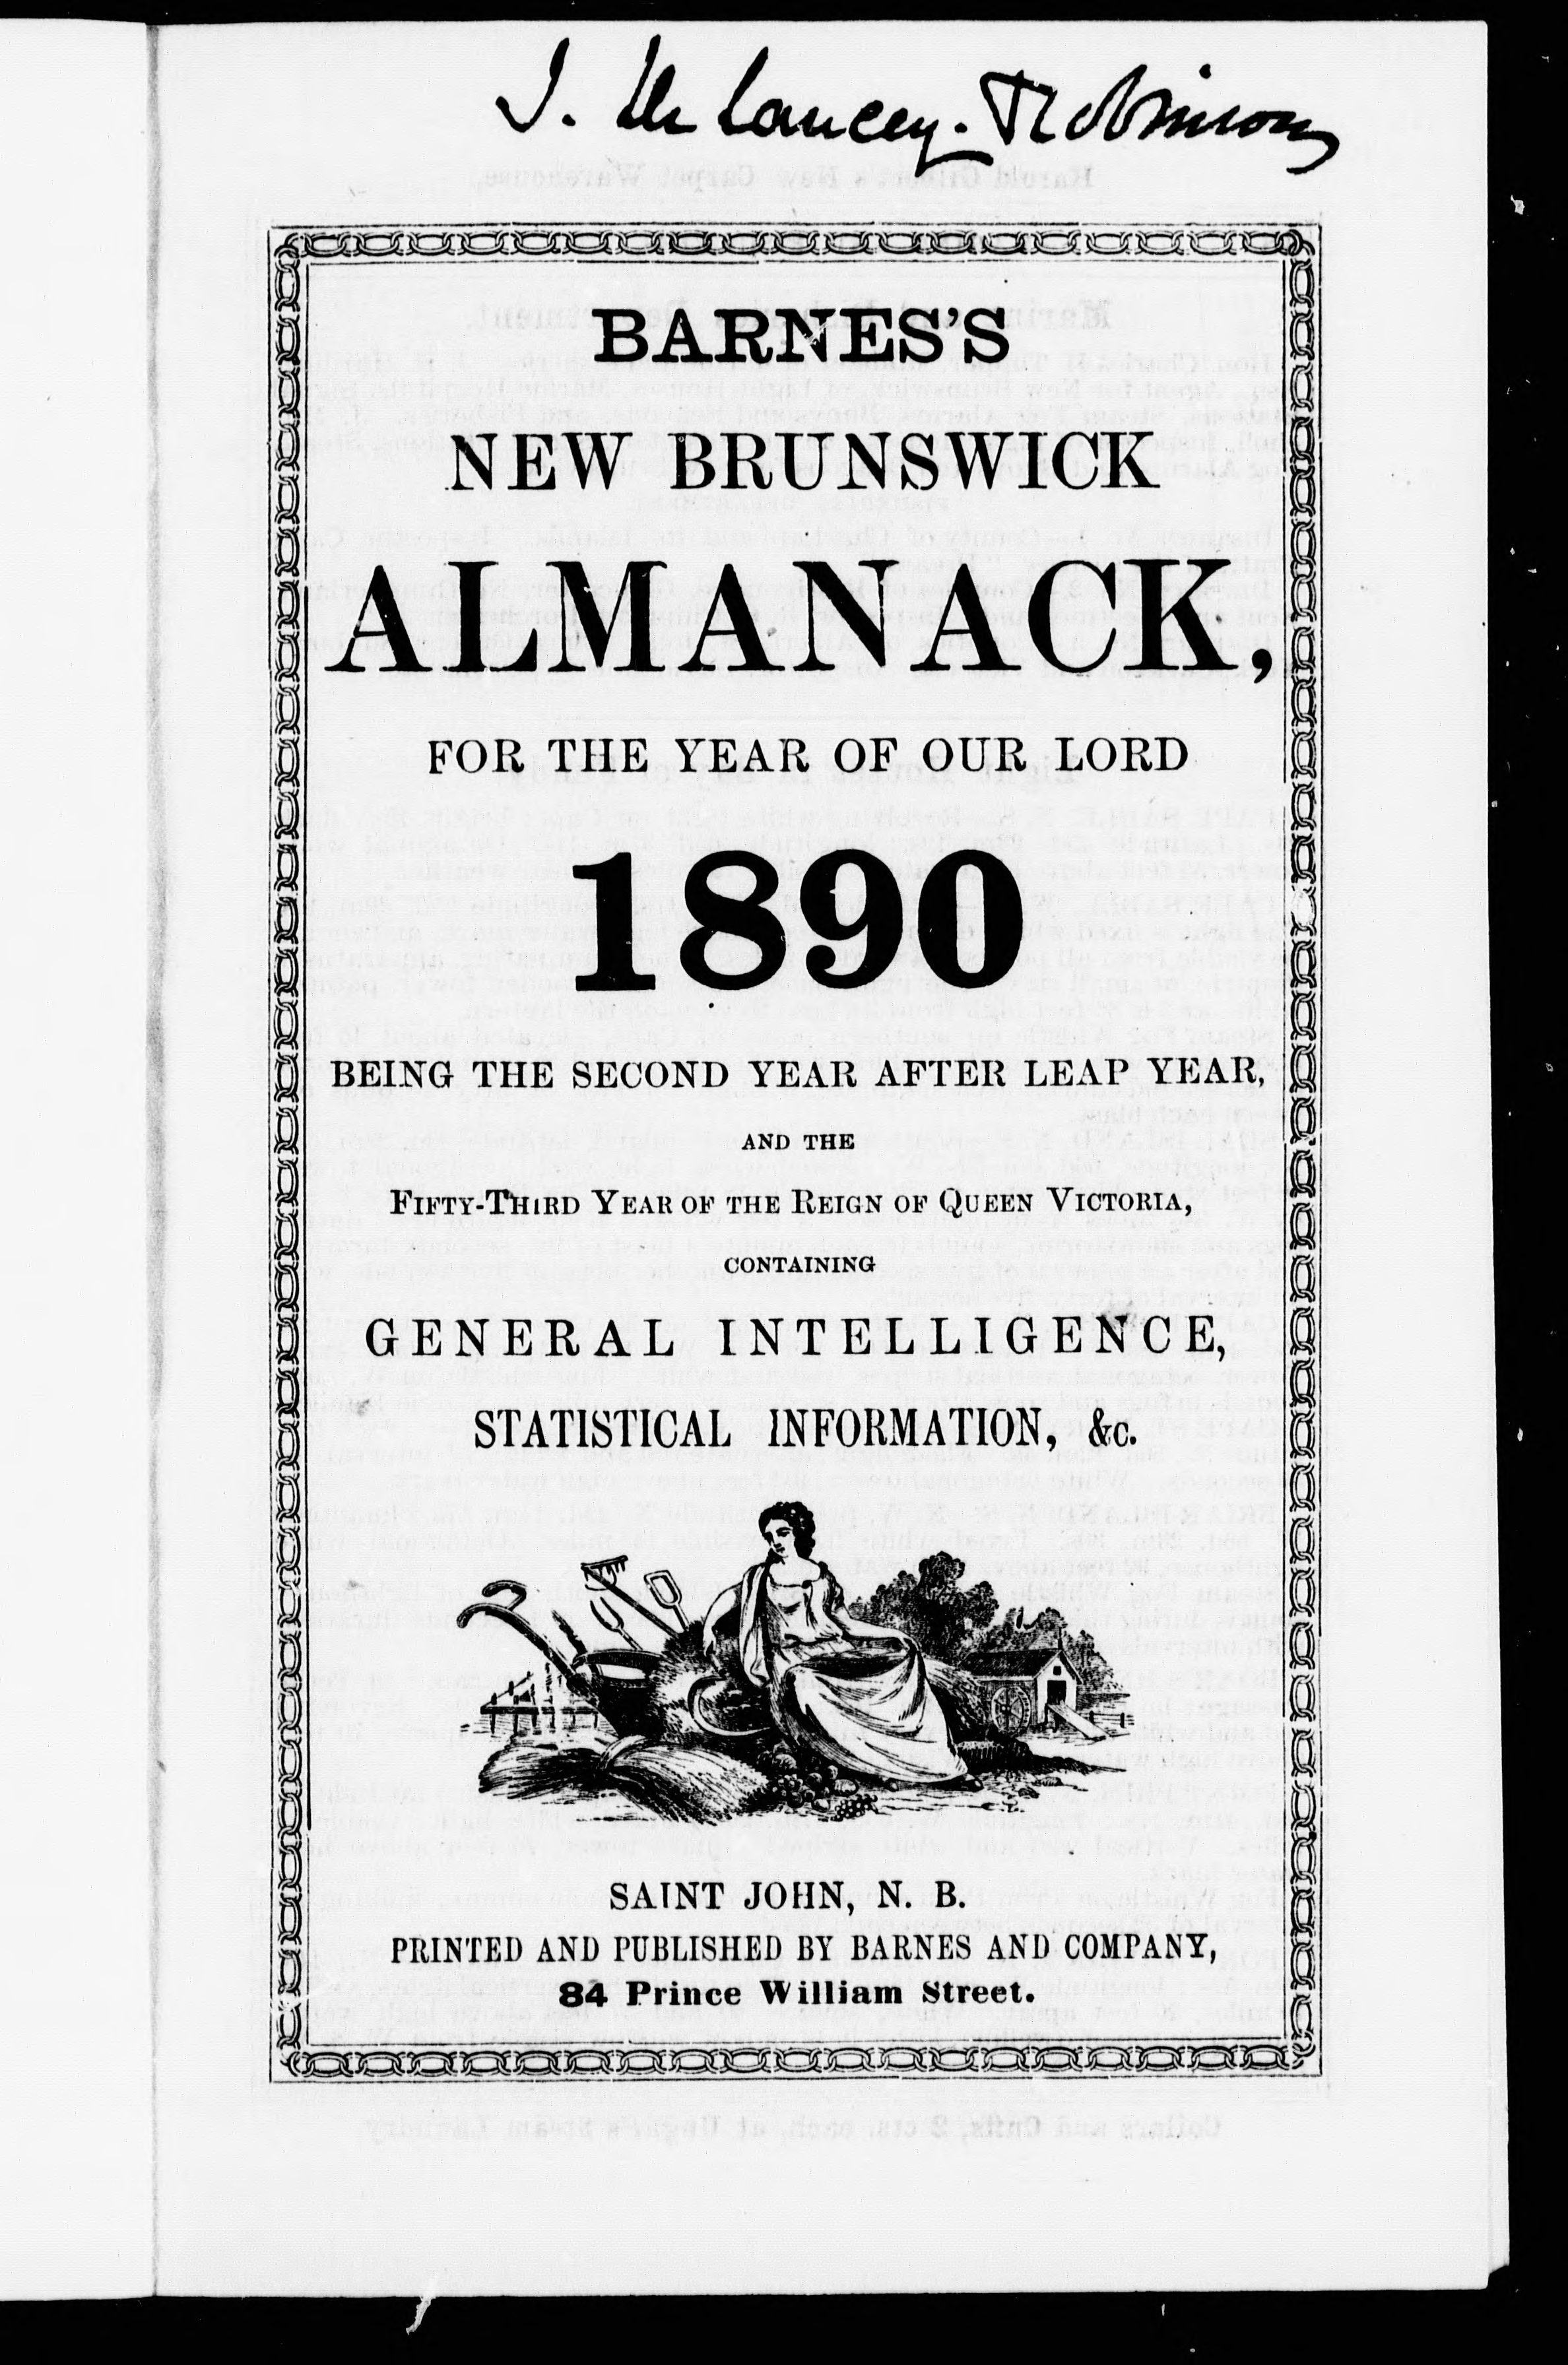 J. De Lancey-Robinson
BARNES'S
NEW BRUNSWICK
ALMANACK,
FOR THE YEAR OF OUR LORD
1890
BEING THE SECOND YEAR AFTER LEAP YEAR,
AND THE
FIFTY-THIRD YEAR OF THE REIGN OF QUEEN VICTORIA,
CONTAINING
GENERAL INTELLIGENCE,
STATISTICAL INFORMATION, &c.
SAINT JOHN, N. B.
PRINTED AND PUBLISHED BY BARNES AND COMPANY,
84 Prince William Street.